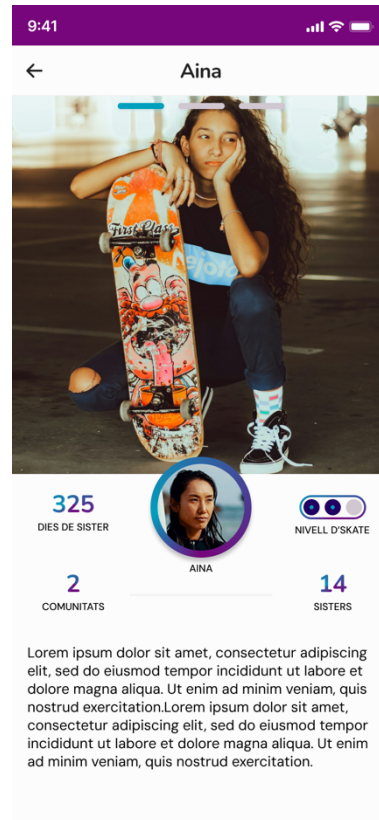 9:41
Aina
First Class
ejoto
325
DIES DE SISTER
NIVELL D'SKATE
AINA
2
COMUNITATS
14
SISTERS
Lorem ipsum dolor sit amet, consectetur adipiscing
elit, sed do eiusmod tempor incididunt ut labore et
dolore magna aliqua. Ut enim ad minim veniam, quis
nostrud exercitation.Lorem ipsum dolor sit amet,
consectetur adipiscing elit, sed do eiusmod tempor
incididunt ut labore et dolore magna aliqua. Ut enim
ad minim veniam, quis nostrud exercitation.